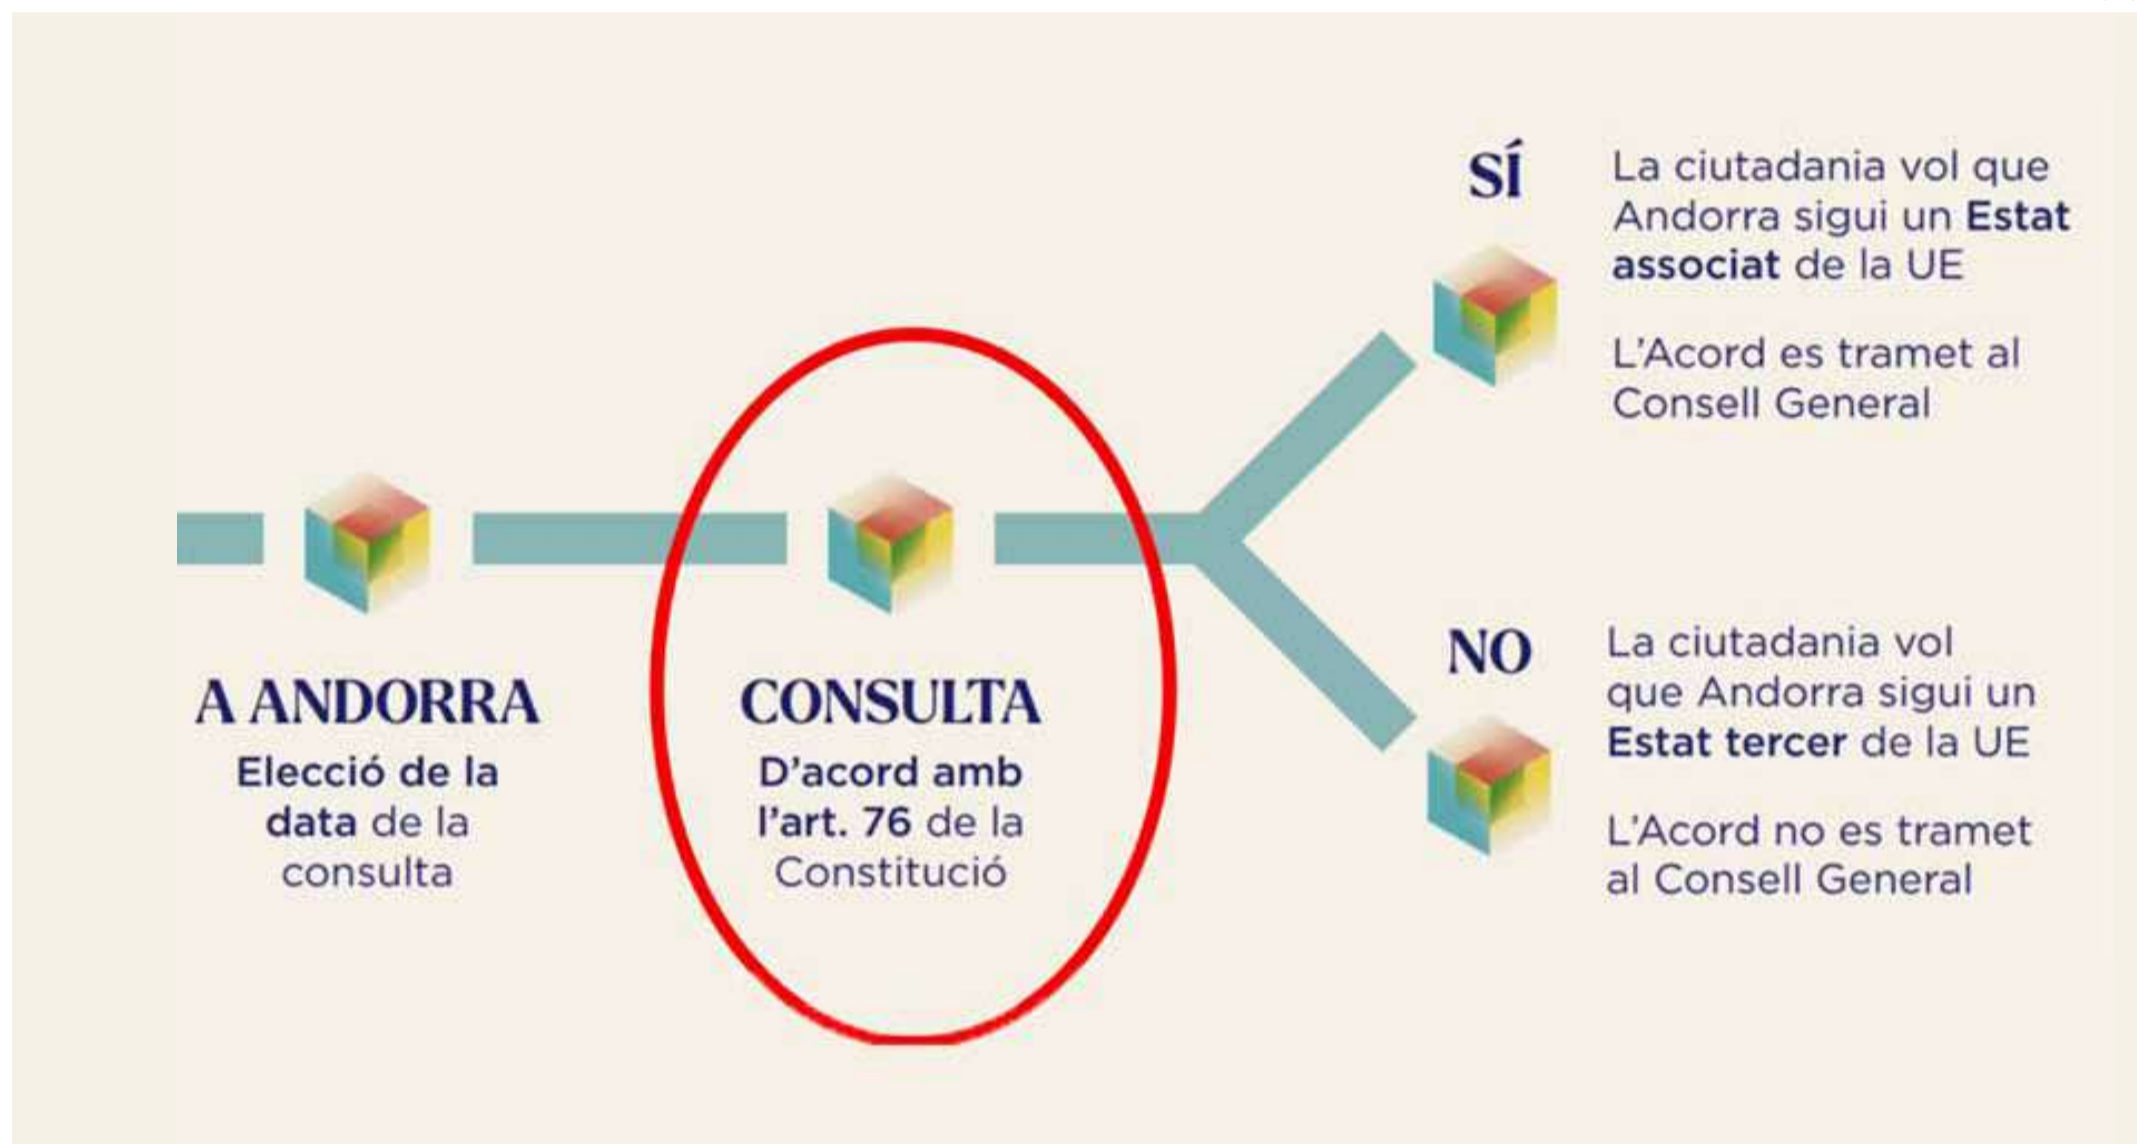 A ANDORRA
Elecció de la
data de la
consulta
CONSULTA
D'acord amb
l'art. 76 de la
Constitució
SÍ
La ciutadania vol que
Andorra sigui un Estat
associat de la UE
L'Acord es tramet al
Consell General
NO
La ciutadania vol
que Andorra sigui un
Estat tercer de la UE
L'Acord no es tramet
al Consell General